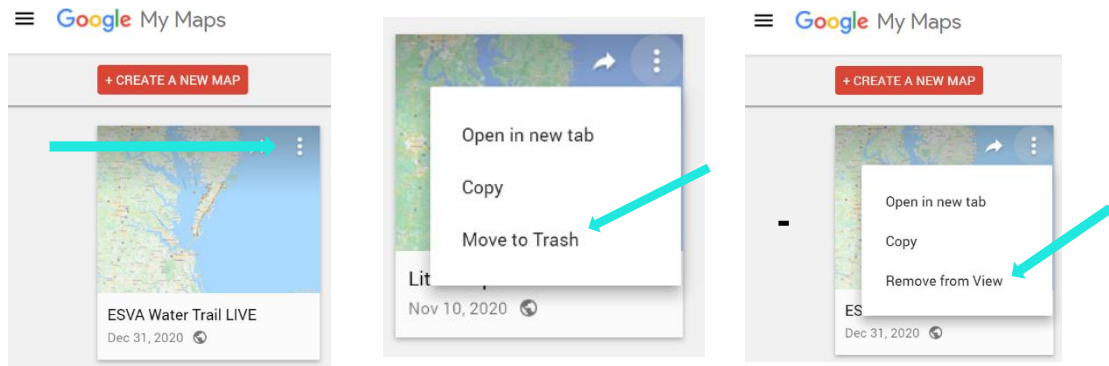 Google My Maps
+ CREATE A NEW MAP
ESVA Water Trail LIVE
Dec 31, 2020
Open in new tab
Copy
Move to Trash
Lit
Nov 10, 2020
-
Google My Maps
+ CREATE A NEW MAP
Open in new tab
Copy
Remove from View
ES
Dec 31, 2020